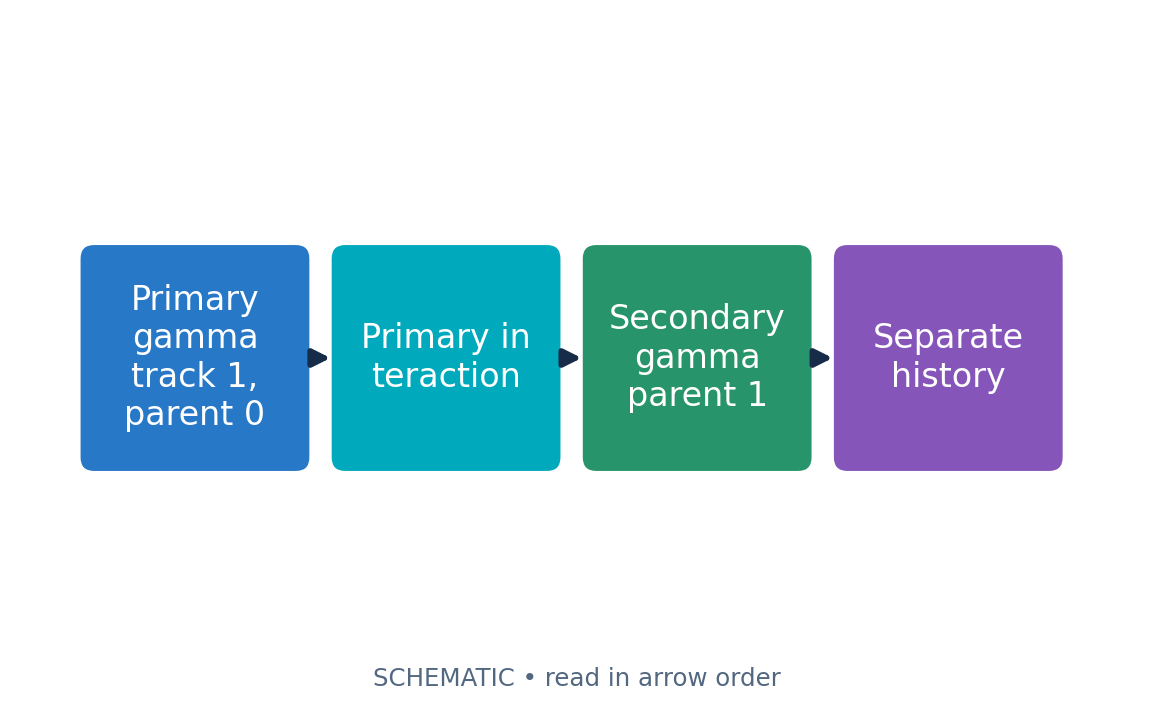 Primary
gamma
track 1,
parent 0
Primary in
teraction
Secondary
gamma
parent 1
Separate
history
SCHEMATIC • read in arrow order